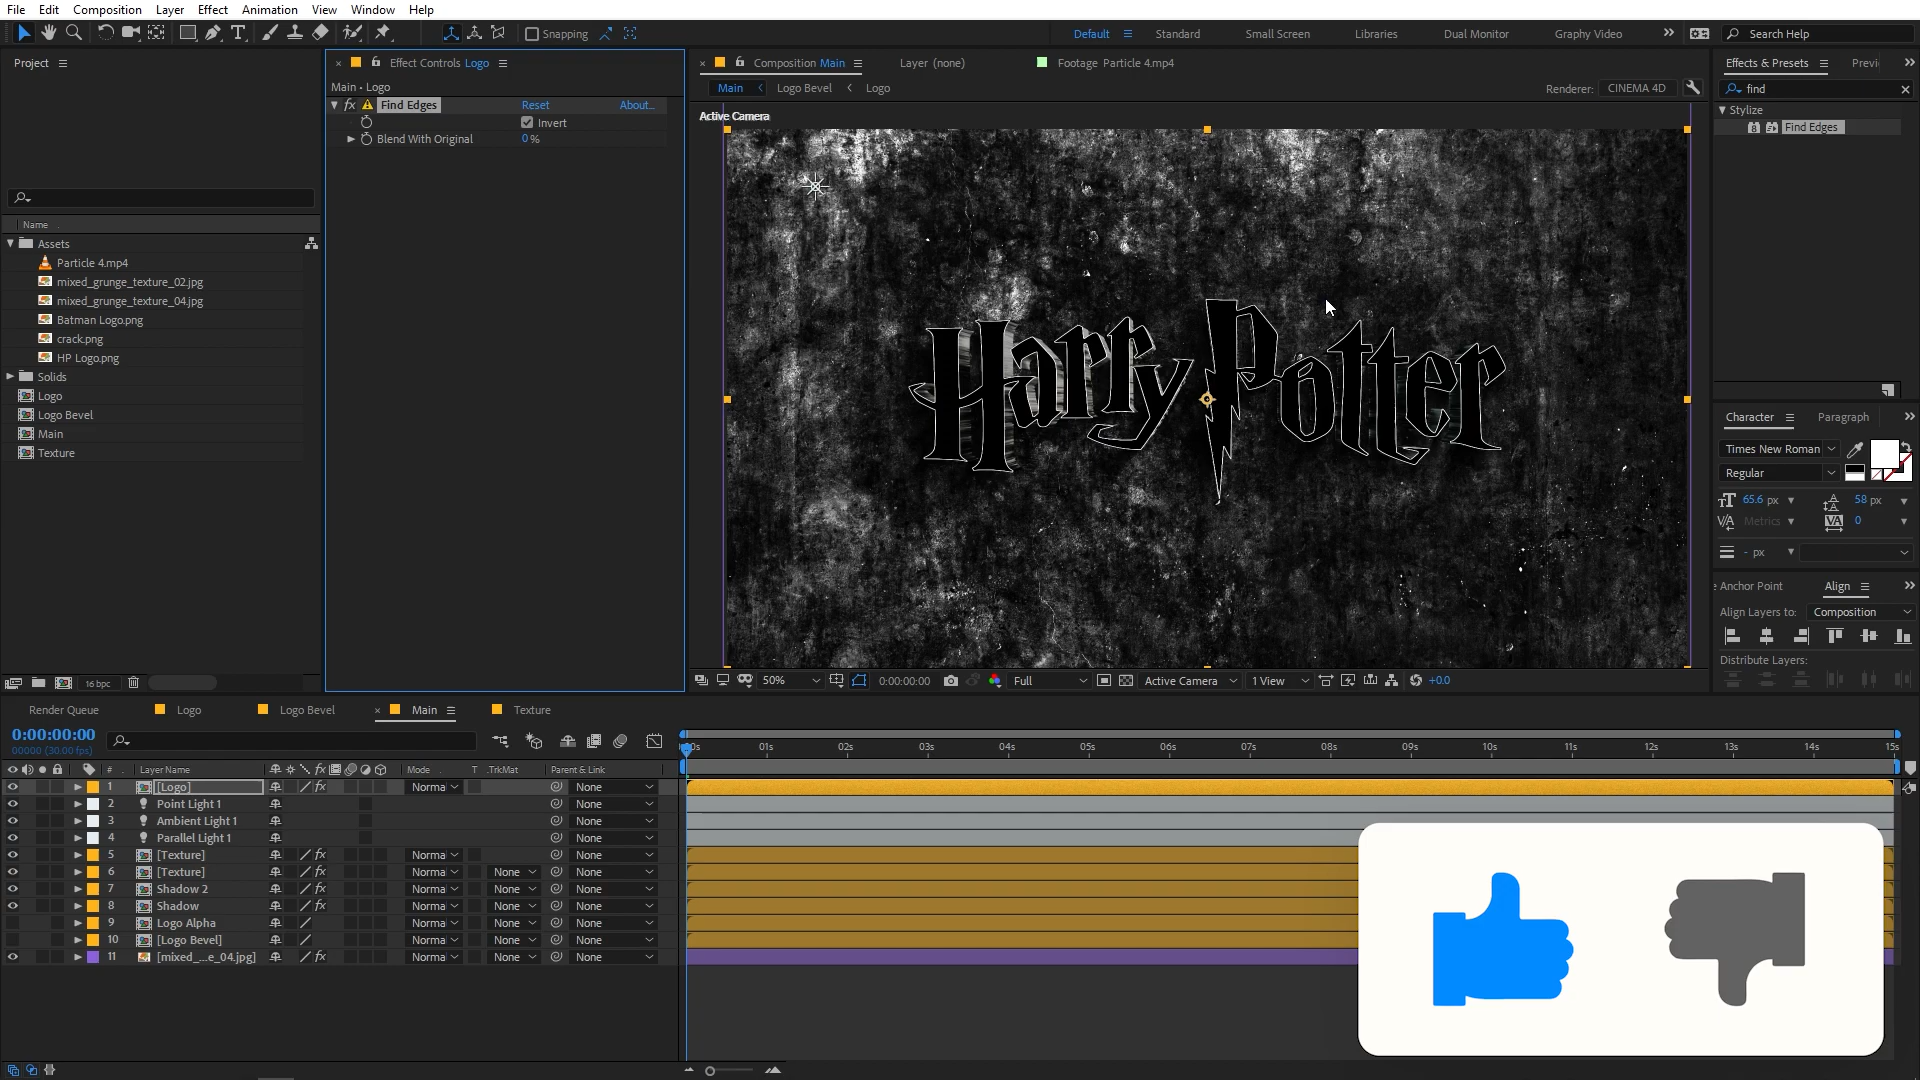 File Edit Composition Layer Effect Animation View Window Help
Snapping
Default Standard Small Screen Libraries Dual Monitor Graphy Video Search Help
Project
Name
Assets
Particle 4.mp4
mixed_grunge_texture_02.jpg
mixed_grunge_texture_04.jpg
Batman Logo.png
crack.png
HP Logo.png
Solids
Logo
Logo Bevel
Main
Texture
16 bpc
Effect Controls Logo
Main • Logo
fx Find Edges Reset About...
Invert
Blend With Original 0 %
Composition Main Layer (none) Footage Particle 4.mp4
Main Logo Bevel Logo Renderer: CINEMA 4D
Active Camera
Harry Potter
50% 0:00:00:00 Full Active Camera 1 View +0.0
Effects & Presets Previ
find
Stylize
Find Edges
Character Paragraph
Times New Roman
Regular
65.6 px 58 px
Metrics 0
- px
e Anchor Point Align
Align Layers to: Composition
Distribute Layers:
Render Queue Logo Logo Bevel Main Texture
0:00:00:00
00000 (30.00 fps)
01s 02s 03s 04s 05s 06s 07s 08s 09s 10s 11s 12s 13s 14s 15s
# Layer Name fx Mode T .TrkMat Parent & Link
1 [Logo] fx Norma None
2 Point Light 1 None
3 Ambient Light 1 None
4 Parallel Light 1 None
5 [Texture] fx Norma None
6 [Texture] fx Norma None None
7 Shadow 2 fx Norma None None
8 Shadow fx Norma None None
9 Logo Alpha Norma None None
10 [Logo Bevel] Norma None None
11 [mixed_...e_04.jpg] fx Norma None None